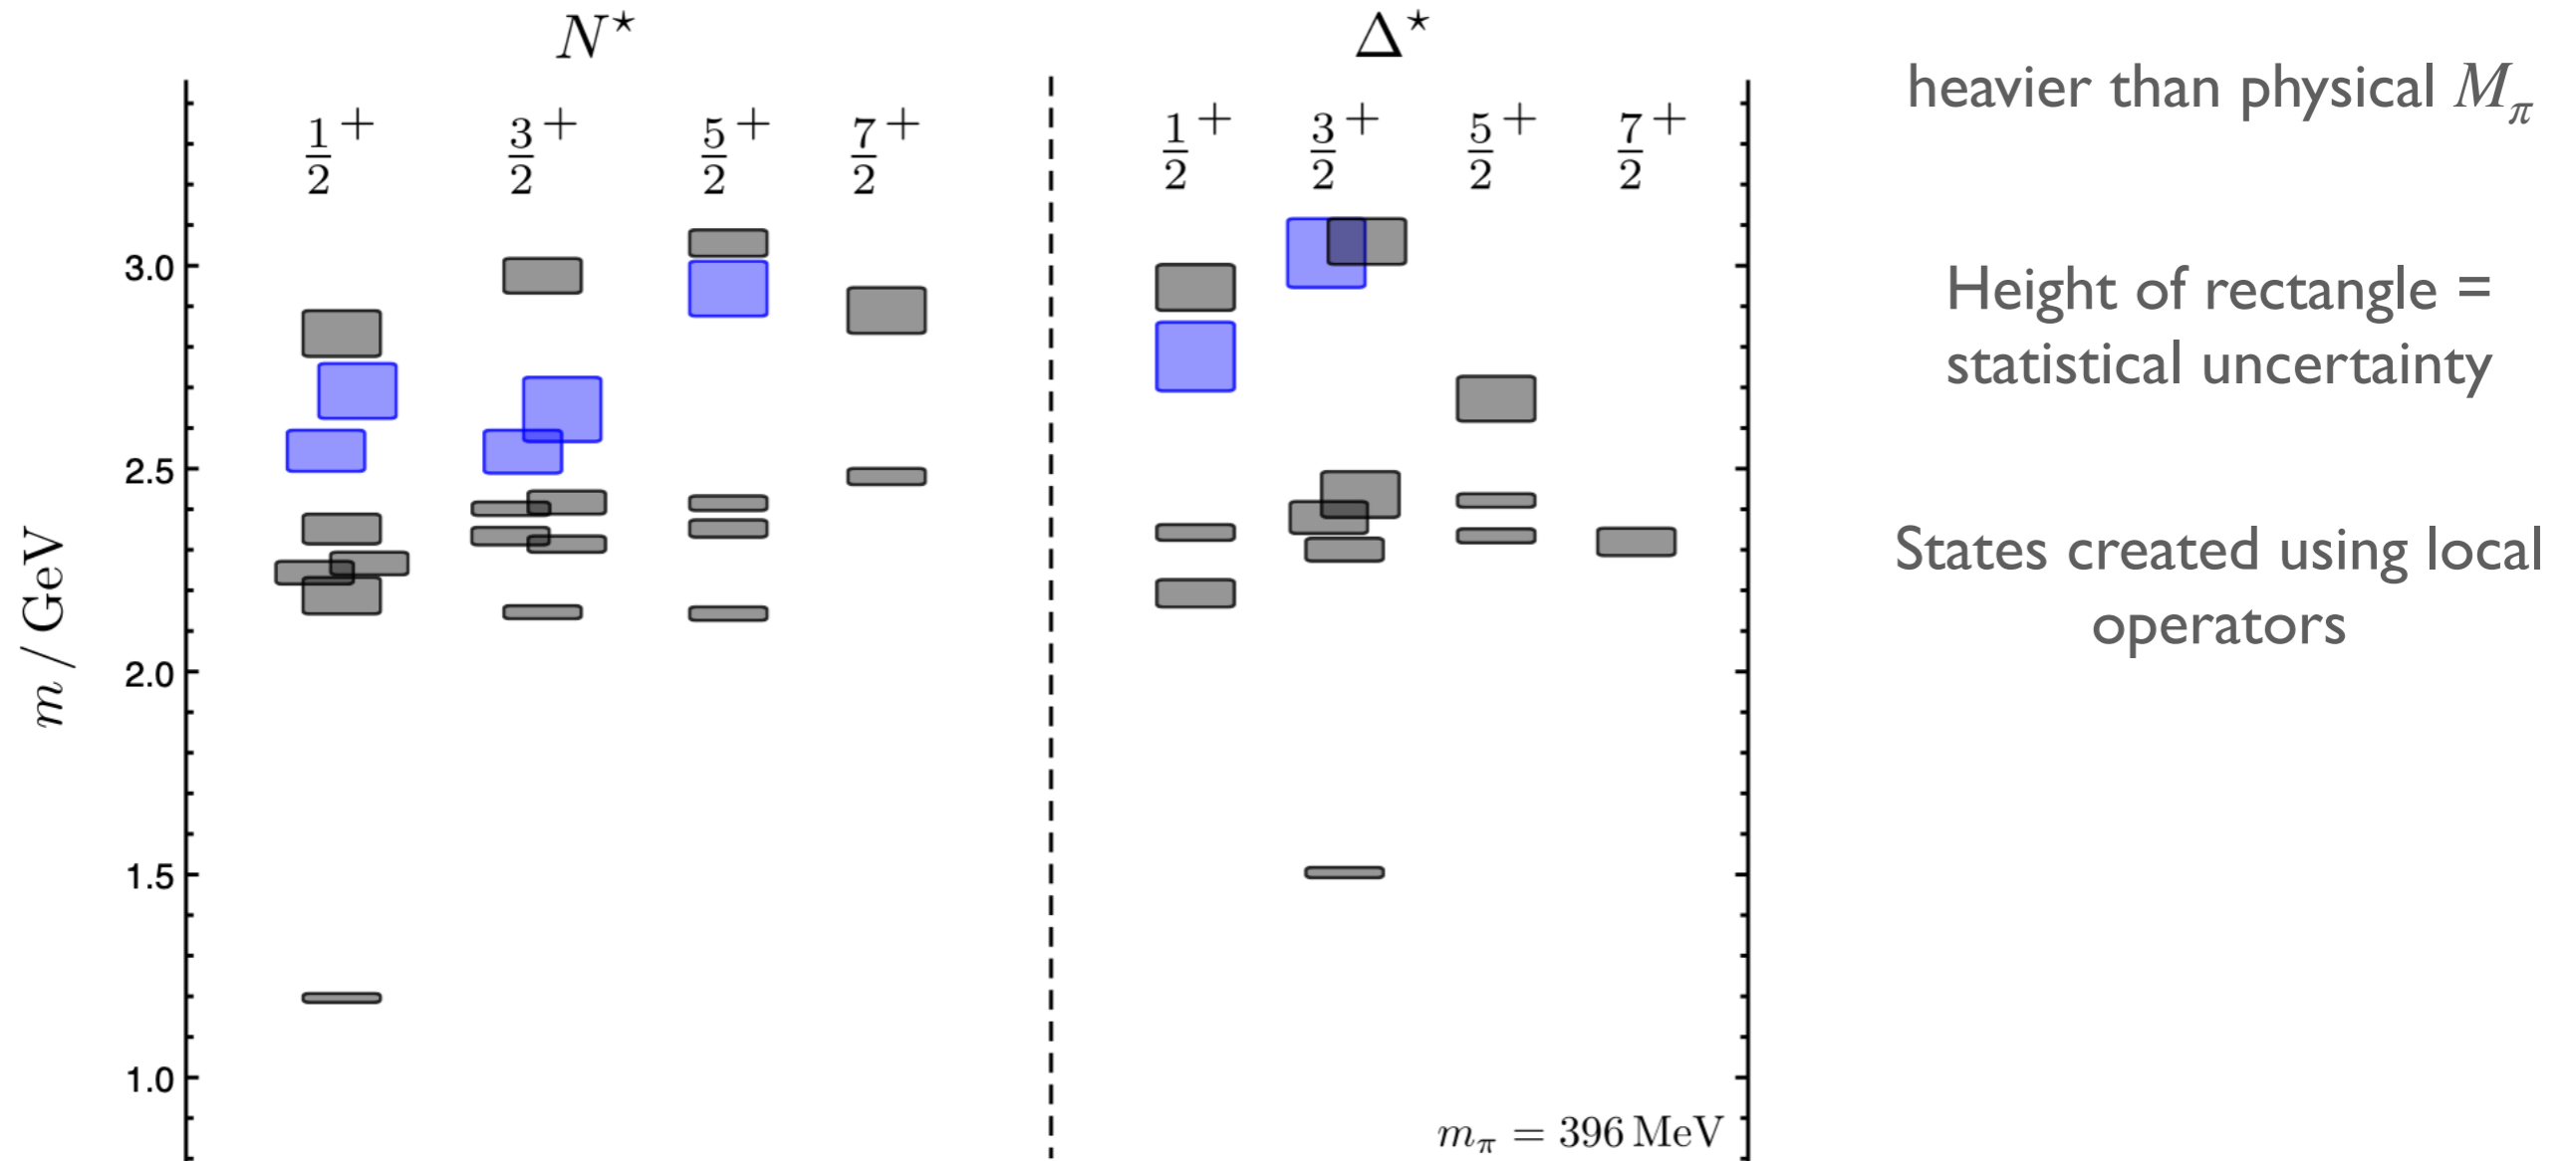 N⋆
Δ⋆
1/2+ 3/2+ 5/2+ 7/2+
1/2+ 3/2+ 5/2+ 7/2+
3.0
2.5
2.0
1.5
1.0
m / GeV
mπ = 396 MeV
heavier than physical Mπ
Height of rectangle =
statistical uncertainty
States created using local
operators